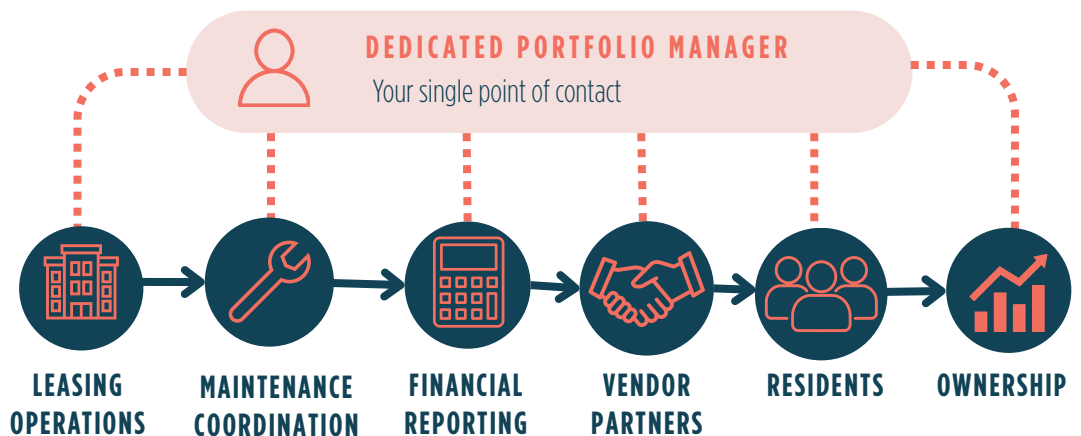 DEDICATED PORTFOLIO MANAGER
Your single point of contact
LEASING
OPERATIONS
MAINTENANCE
COORDINATION
FINANCIAL
REPORTING
VENDOR
PARTNERS
RESIDENTS
OWNERSHIP